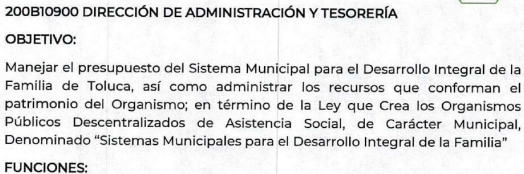 200B10900 DIRECCIÓN DE ADMINISTRACIÓN Y TESORERÍA
OBJETIVO:
Manejar el presupuesto del Sistema Municipal para el Desarrollo Integral de la
Familia de Toluca, así como administrar los recursos que conforman el
patrimonio del Organismo; en término de la Ley que Crea los Organismos
Públicos Descentralizados de Asistencia Social, de Carácter Municipal,
Denominado “Sistemas Municipales para el Desarrollo Integral de la Familia”
FUNCIONES: